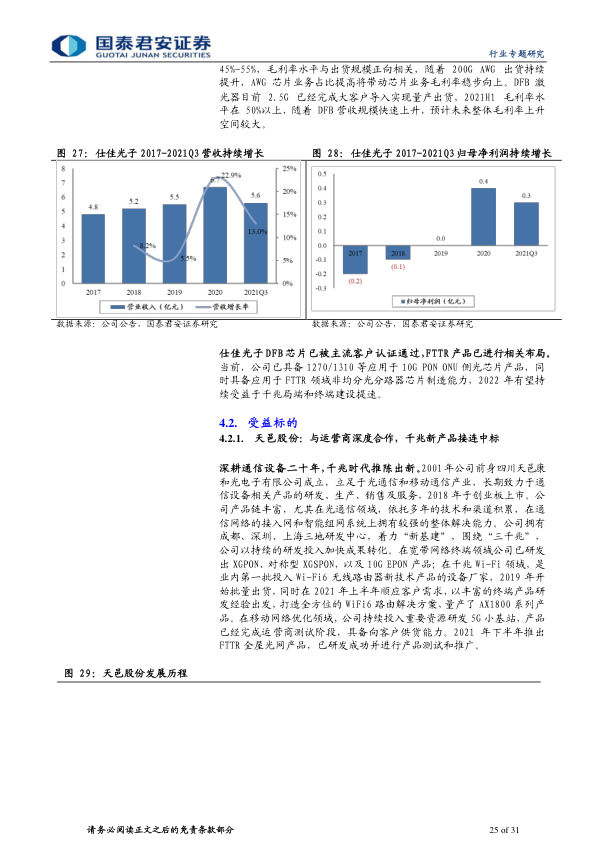 国泰君安证券
GUOTAI JUNAN SECURITIES
行业专题研究
45%-55%，毛利率水平与出货规模正向相关，随着 200G AWG 出货持续
提升，AWG 芯片业务占比提高将带动芯片业务毛利率稳步向上。DFB 激
光器目前 2.5G 已经完成大客户导入实现量产，2021H1 毛利率水
平在 50%以上，随着 DFB 营收规模快速上升，预计未来整体毛利率上升
空间较大。
图 27：仕佳光子 2017-2021Q3 营收持续增长
8
7
6
5
4
3
2
1
0
25%
20%
15%
10%
5%
0%
4.8
5.2
5.5
6.7
5.6
8.2%
5.5%
22.9%
13.0%
2017
2018
2019
2020
2021Q3
营业收入（亿元）
营收增长率
数据来源：公司公告，国泰君安证券研究
图 28：仕佳光子 2017-2021Q3 归母净利润持续增长
0.5
0.4
0.3
0.2
0.1
0.0
-0.1
-0.2
-0.3
(0.2)
(0.1)
0.0
0.4
0.3
2017
2018
2019
2020
2021Q3
归母净利润（亿元）
数据来源：公司公告，国泰君安证券研究
仕佳光子 DFB 芯片已被主流客户认证通过，FTTR 产品已进行相关布局。
当前，公司已具备 1270/1310 等应用于 10G PON ONU 侧光芯片产品，同
时具备应用于 FTTR 领域非均分光分路器芯片制造能力，2022 年有望持
续受益于千兆局端和终端建设提速。
4.2. 受益标的
4.2.1. 天邑股份：与运营商深度合作，千兆新产品接连中标
深耕通信设备二十年，千兆时代推陈出新。2001 年公司前身四川天邑康
和光电子有限公司成立，立足于光通信和移动通信产业，长期致力于通
信设备相关产品的研发、生产、销售及服务，2018 年于创业板上市。公
司产品链丰富，尤其在光通信领域，依托多年的技术和渠道积累，在通
信网络的接入网和智能组网系统上拥有较强的整体解决能力。公司拥有
成都、深圳、上海三地研发中心，着力“新基建”，围绕“三千兆”，
公司以持续的研发投入加快成果转化。在宽带网络终端领域公司已研发
出 XGPON、对称型 XGSPON，以及 10G EPON 产品；在千兆 Wi-Fi 领域，是
业内第一批投入 Wi-Fi6 无线路由器新技术产品的设备厂家，2019 年开
始批量出货，同时在 2021 年上半年顺应客户需求，以丰富的终端产品研
发经验出发，打造全方位的 WiFi6 路由解决方案，量产了 AX1800 系列产
品。在移动网络优化领域，公司持续投入重要资源研发 5G 小基站，产品
已经完成运营商测试阶段，具备向客户供货能力。2021 年下半年推出
FTTR 全屋光网产品，已研发成功并进行产品测试和推广。
图 29：天邑股份发展历程
请务必阅读正文之后的免责条款部分
25 of 31